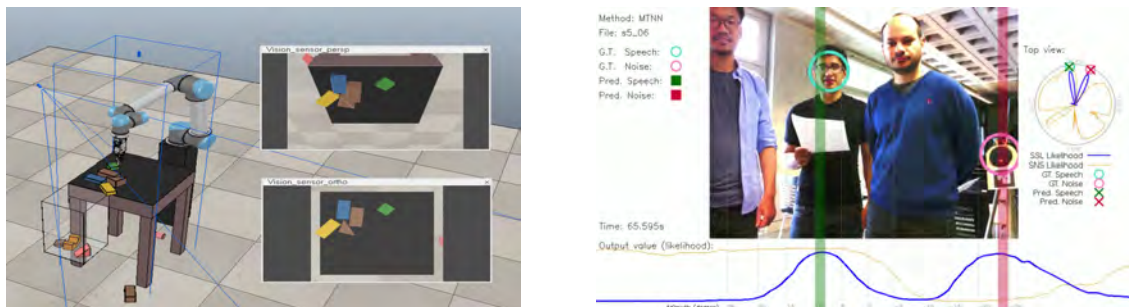 Vision_sensor_persp
Vision_sensor_ortho
Method: MTNN
File: s5_06
G.T. Speech:
G.T. Noise:
Pred. Speech:
Pred. Noise:
Top view:
SSL Likelihood
SNS Likelihood
GT Speech
GT Noise
Pred Speech
Pred Noise
Time: 65.595s
Output value (likelihood):